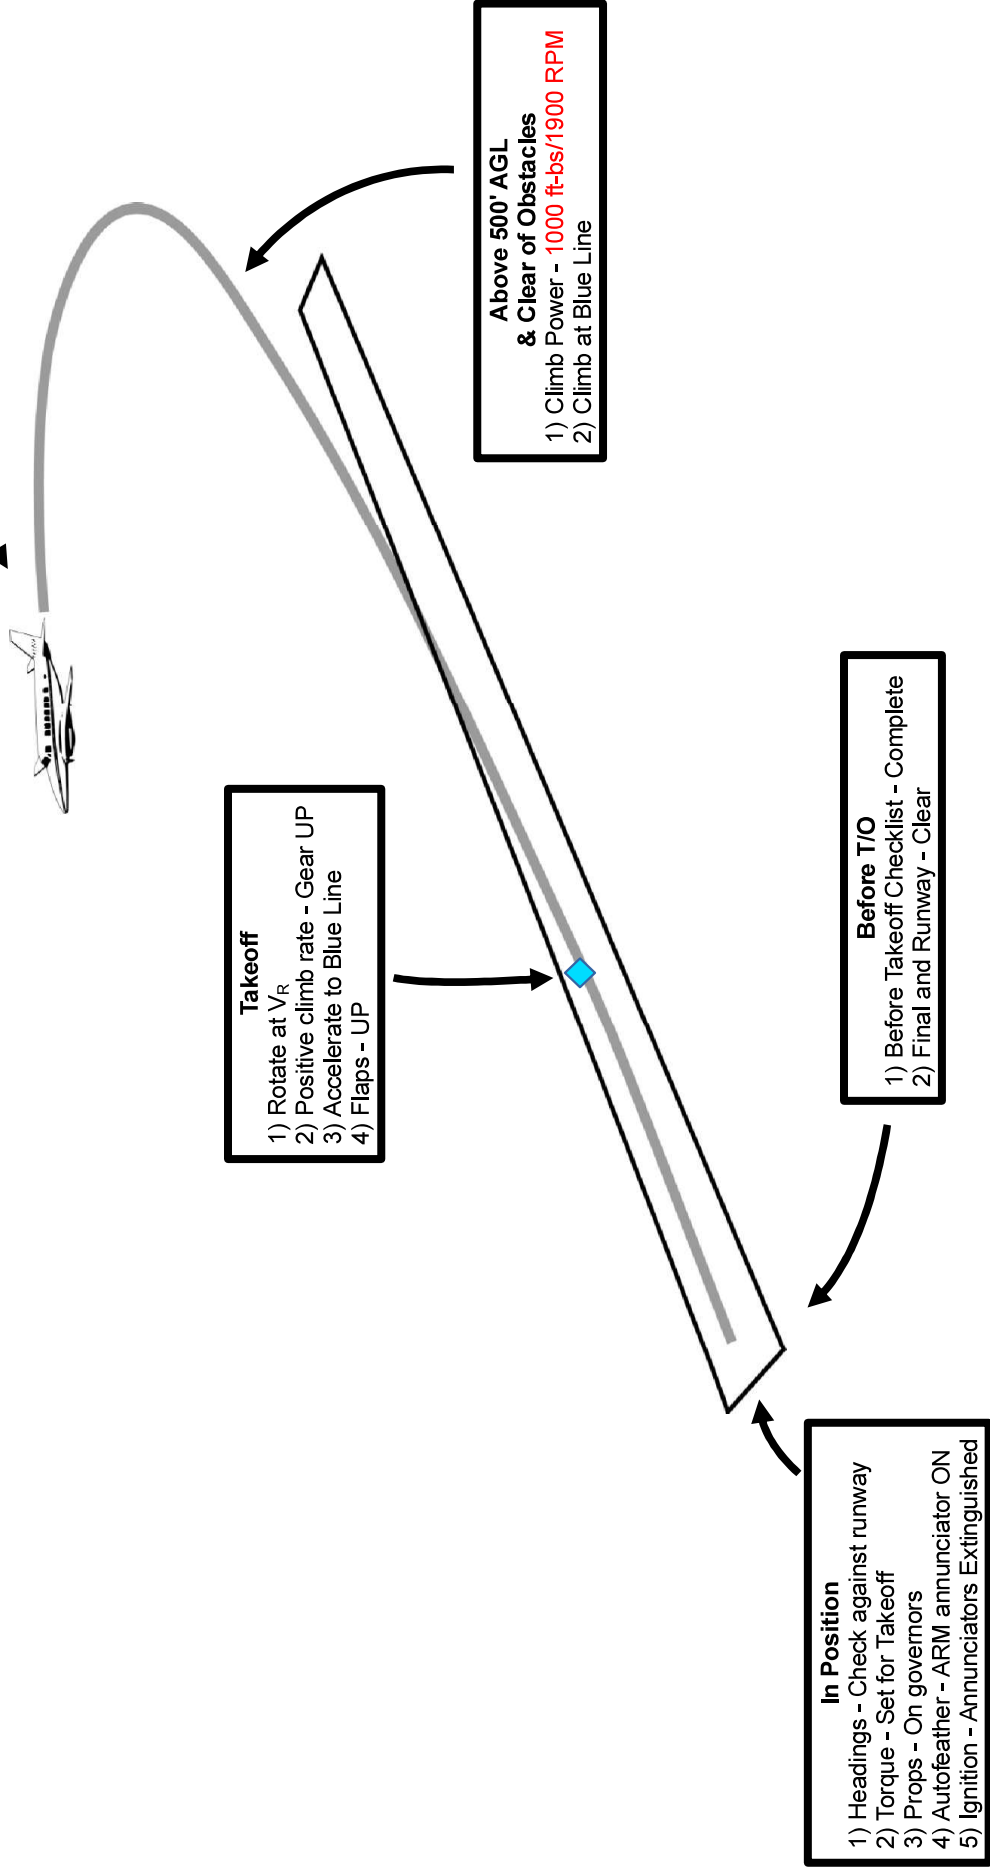 Takeoff
1) Rotate at VR
2) Positive climb rate - Gear UP
3) Accelerate to Blue Line
4) Flaps - UP
Above 500' AGL
& Clear of Obstacles
1) Climb Power - 1000 ft-bs/1900 RPM
2) Climb at Blue Line
In Position
1) Headings - Check against runway
2) Torque - Set for Takeoff
3) Props - On governors
4) Autofeather - ARM annunciator ON
5) Ignition - Annunciators Extinguished
Before T/O
1) Before Takeoff Checklist - Complete
2) Final and Runway - Clear